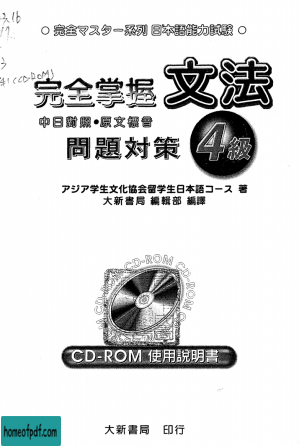 ○ 完全マスター系列 日本語能力試験 ○
完全掌握 文法
中日對照•原文標音
問題対策 4級
アジア学生文化協会留学生日本語コース 著
大新書局 編輯部 編譯
CD-ROM 使用説明書
大新書局 印行
homeofpdf.com